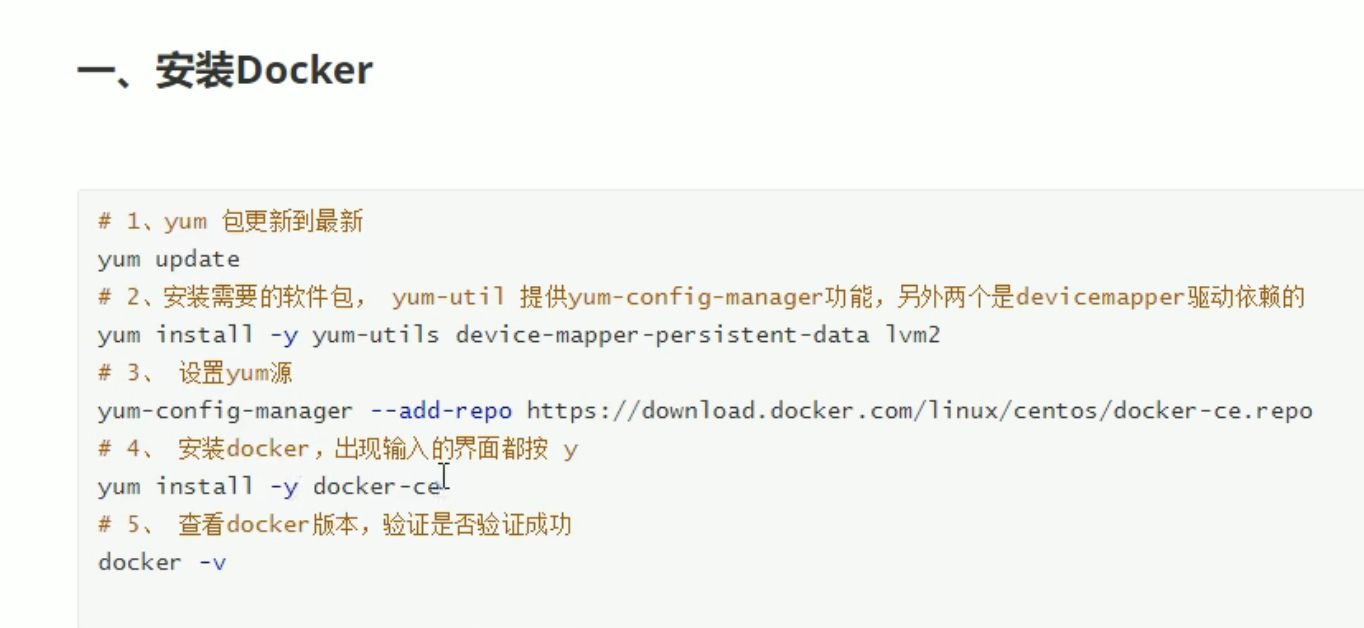 一、安装Docker
# 1、yum 包更新到最新
yum update
# 2、安装需要的软件包， yum-util 提供yum-config-manager功能，另外两个是devicemapper驱动依赖的
yum install -y yum-utils device-mapper-persistent-data lvm2
# 3、 设置yum源
yum-config-manager --add-repo https://download.docker.com/linux/centos/docker-ce.repo
# 4、 安装docker，出现输入的界面都按 y
yum install -y docker-ce
# 5、 查看docker版本，验证是否验证成功
docker -v